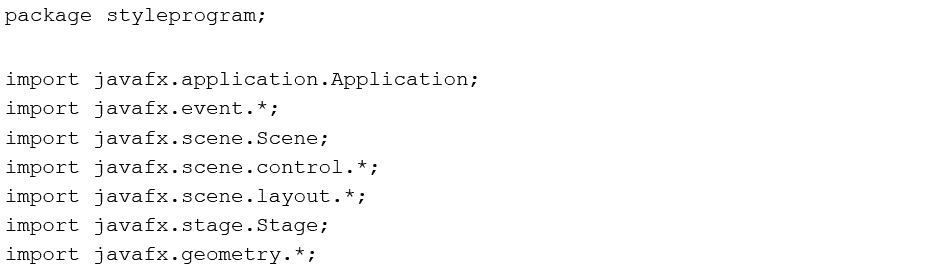 package styleprogram;
import javafx.application.Application;
import javafx.event.*;
import javafx.scene.Scene;
import javafx.scene.control.*;
import javafx.scene.layout.*;
import javafx.stage.Stage;
import javafx.geometry.*;